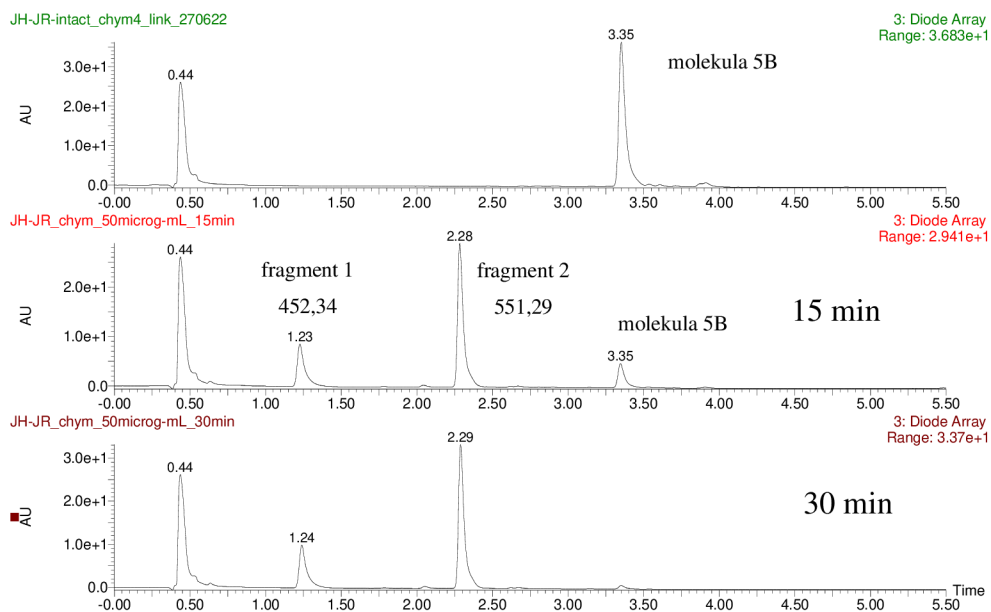 JH-JR-intact_chym4_link_270622
3: Diode Array
Range: 3.683e+1
3.35
molekula 5B
0.44
3.0e+1
2.0e+1
1.0e+1
0.0
AU
-0.00 0.50 1.00 1.50 2.00 2.50 3.00 3.50 4.00 4.50 5.00 5.50
JH-JR_chym_50microg-mL_15min
3: Diode Array
Range: 2.941e+1
2.28
0.44
fragment 1
fragment 2
452,34
551,29
15 min
molekula 5B
1.23
3.35
2.0e+1
1.0e+1
0.0
AU
-0.00 0.50 1.00 1.50 2.00 2.50 3.00 3.50 4.00 4.50 5.00 5.50
JH-JR_chym_50microg-mL_30min
3: Diode Array
Range: 3.37e+1
2.29
0.44
30 min
1.24
3.0e+1
2.0e+1
1.0e+1
0.0
AU
Time
-0.00 0.50 1.00 1.50 2.00 2.50 3.00 3.50 4.00 4.50 5.00 5.50